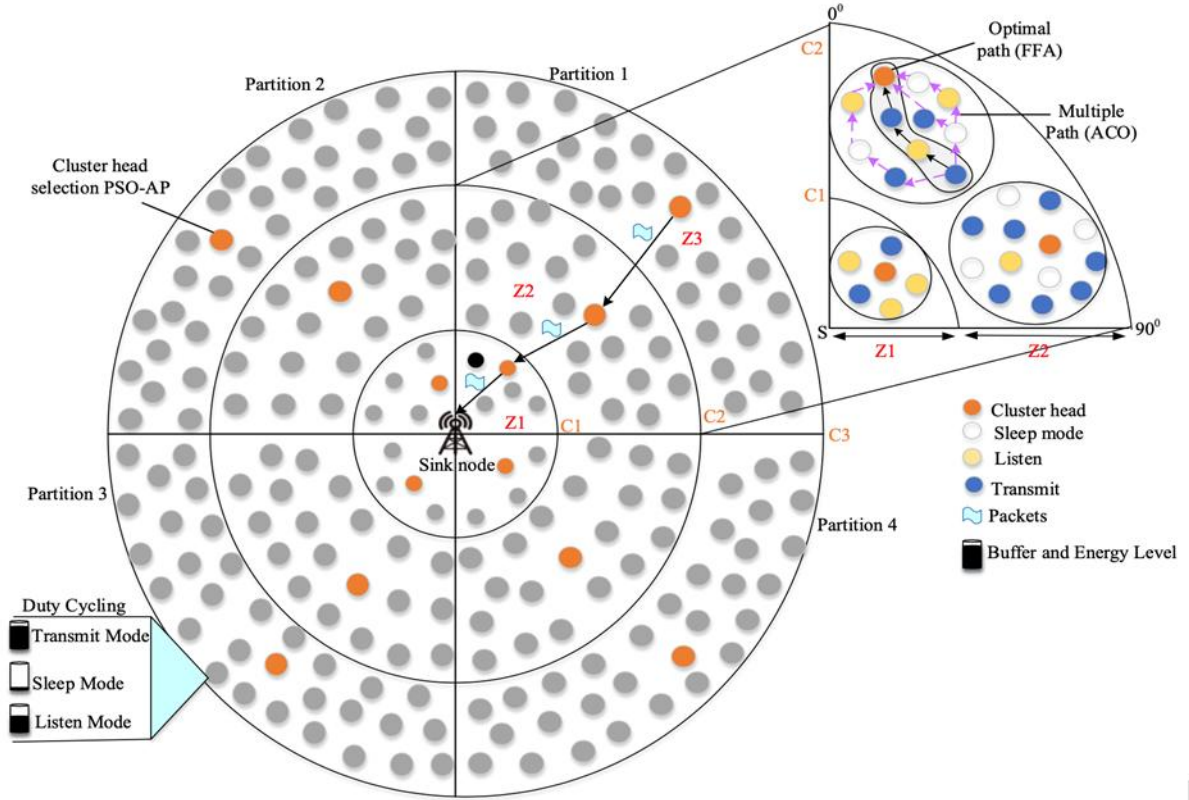 0⁰
C2
Optimal
path (FFA)
Multiple
Path (ACO)
C1
S
90⁰
Z1
Z2
Partition 2
Partition 1
Cluster head
selection PSO-AP
Z3
Z2
Z1
C1
C2
C3
Sink node
Partition 3
Partition 4
Cluster head
Sleep mode
Listen
Transmit
Packets
Buffer and Energy Level
Duty Cycling
Transmit Mode
Sleep Mode
Listen Mode